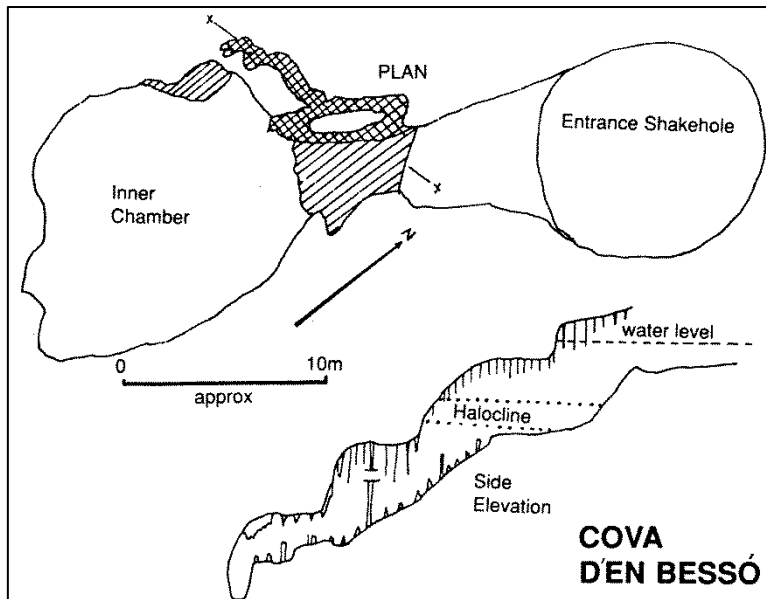 x
PLAN
Entrance Shakehole
Inner
Chamber
x
N
0 10m
approx
water level
Halocline
Side
Elevation
COVA
D'EN BESSÓ